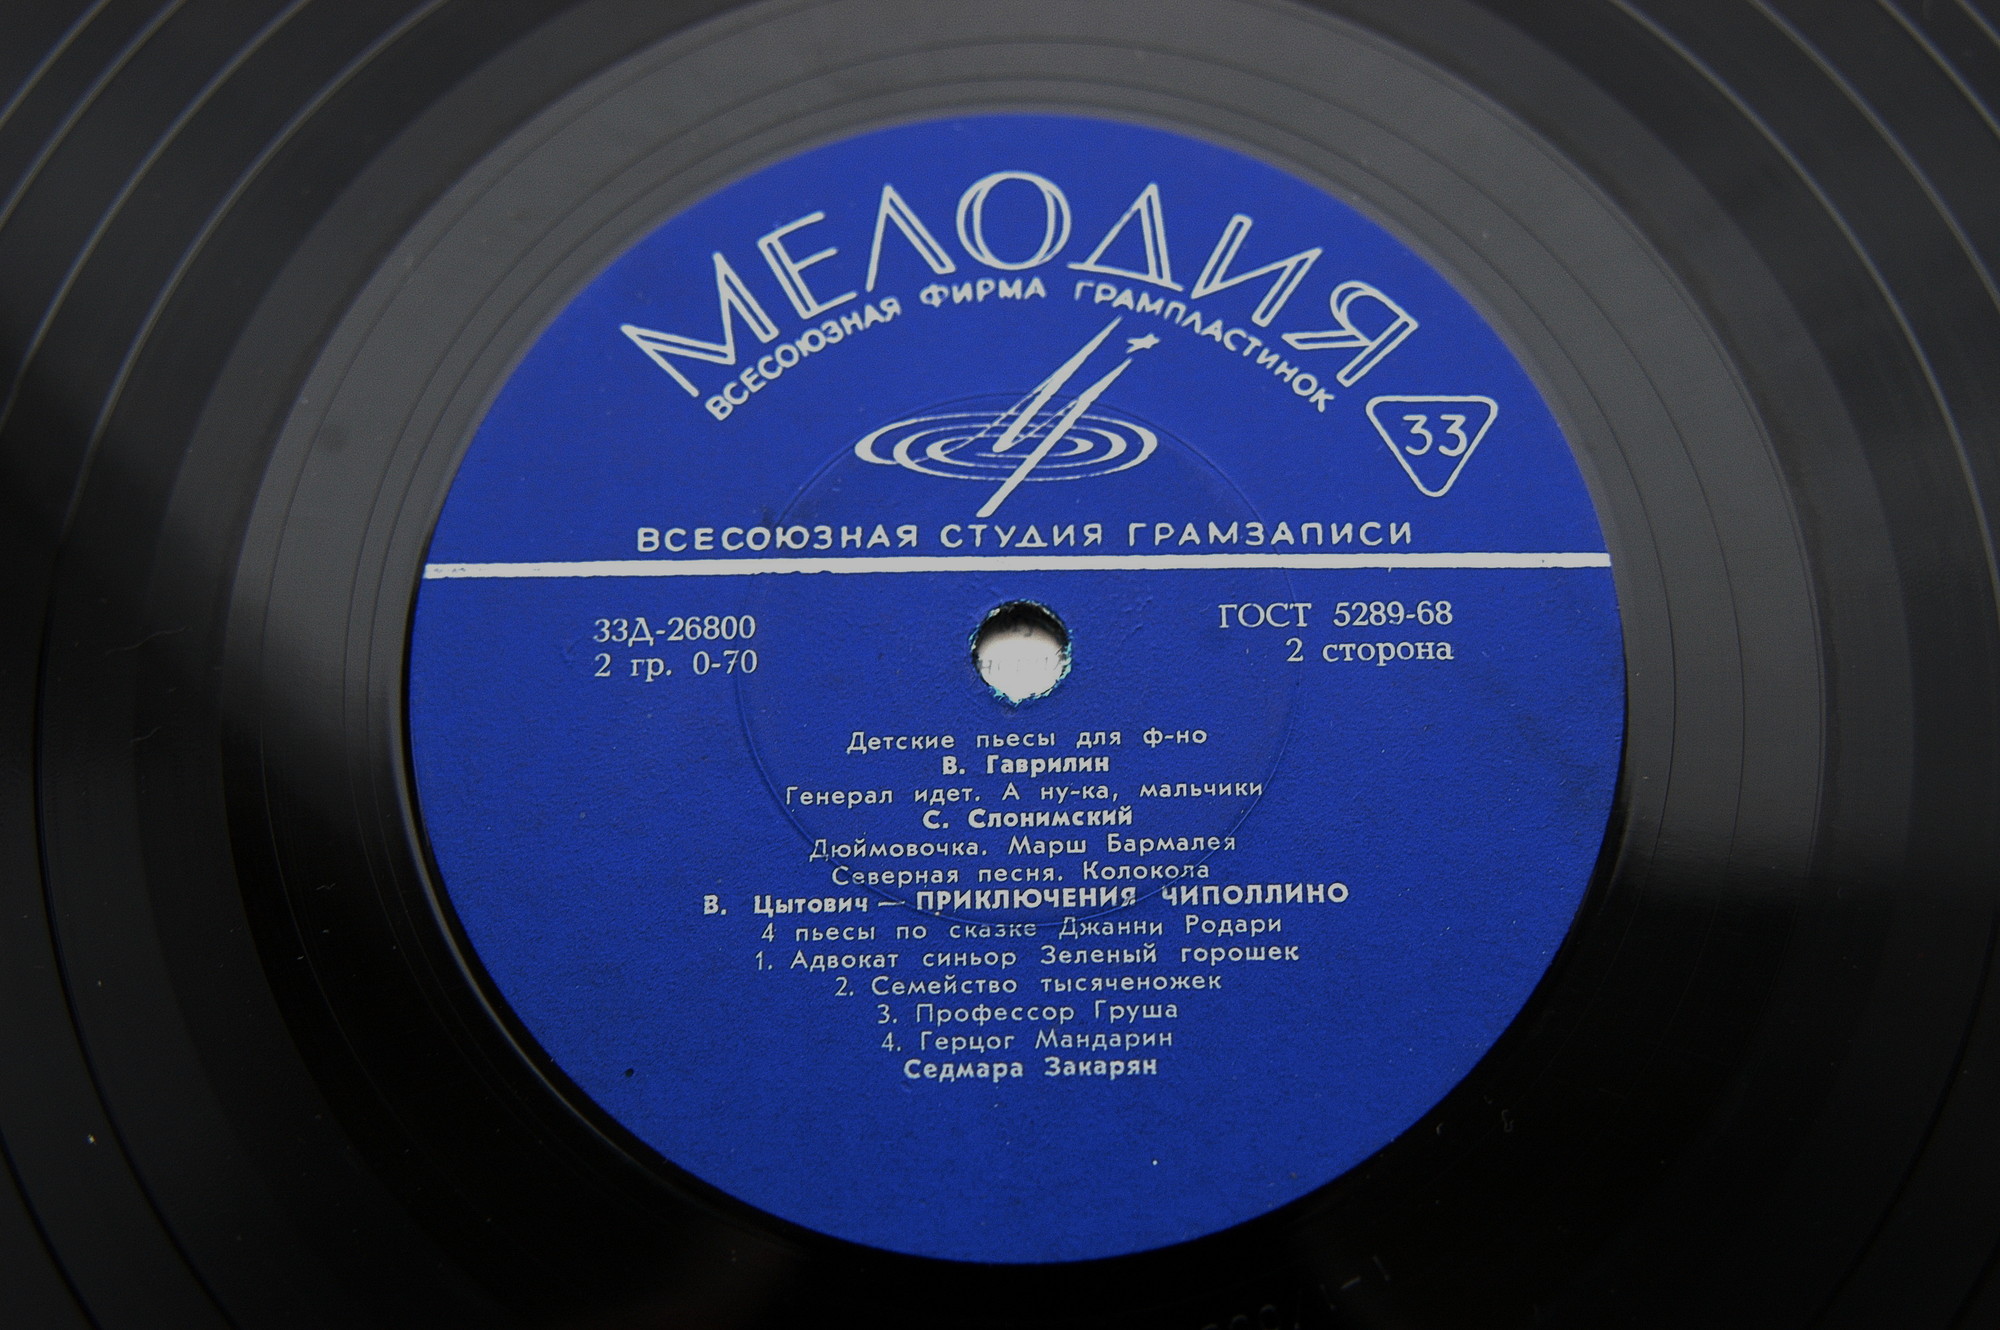 МЕЛОДИЯ
ВСЕСОЮЗНАЯ ФИРМА ГРАМПЛАСТИНОК
33
ВСЕСОЮЗНАЯ СТУДИЯ ГРАМЗАПИСИ
33Д-26800
2 гр. 0-70
ГОСТ 5289-68
2 сторона
Детские пьесы для ф-но
В. Гаврилин
Генерал идет. А ну-ка, мальчики
С. Слонимский
Дюймовочка. Марш Бармалея
Северная песня. Колокола
В. Цытович — ПРИКЛЮЧЕНИЯ ЧИПОЛЛИНО
4 пьесы по сказке Джанни Родари
1. Адвокат синьор Зеленый горошек
2. Семейство тысяченожек
3. Профессор Груша
4. Герцог Мандарин
Седмара Закарян